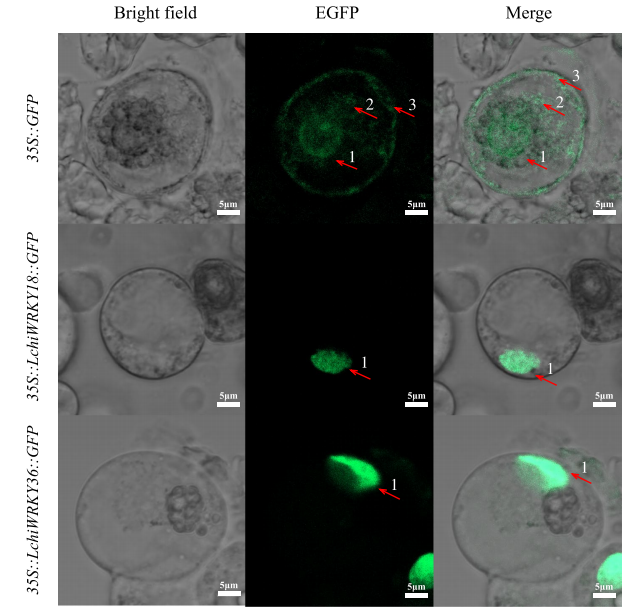 Bright field EGFP Merge
35S::GFP
2 3
1
3
2
1
5μm 5μm 5μm
35S::LchiWRKY18::GFP
1
1
5μm 5μm 5μm
35S::LchiWRKY36::GFP
1
1
5μm 5μm 5μm